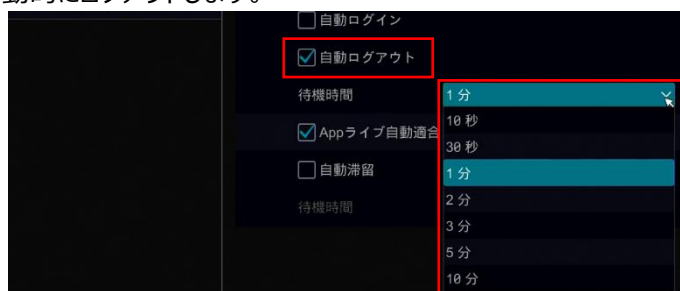 自動ログイン
自動ログアウト
待機時間 1 分
10 秒
Appライブ自動適合
30 秒
自動滞留
1 分
待機時間
2 分
3 分
5 分
10 分